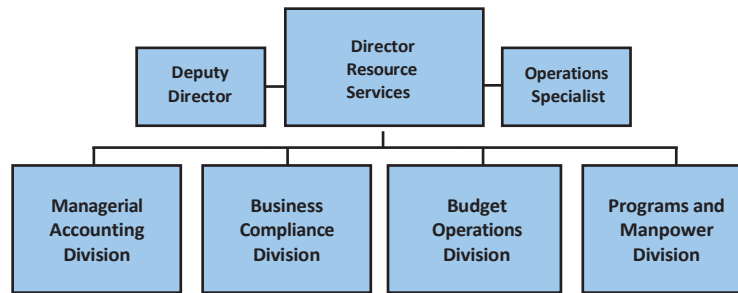 Director
Resource
Services
Deputy
Director
Operations
Specialist
Managerial
Accounting
Division
Business
Compliance
Division
Budget
Operations
Division
Programs and
Manpower
Division